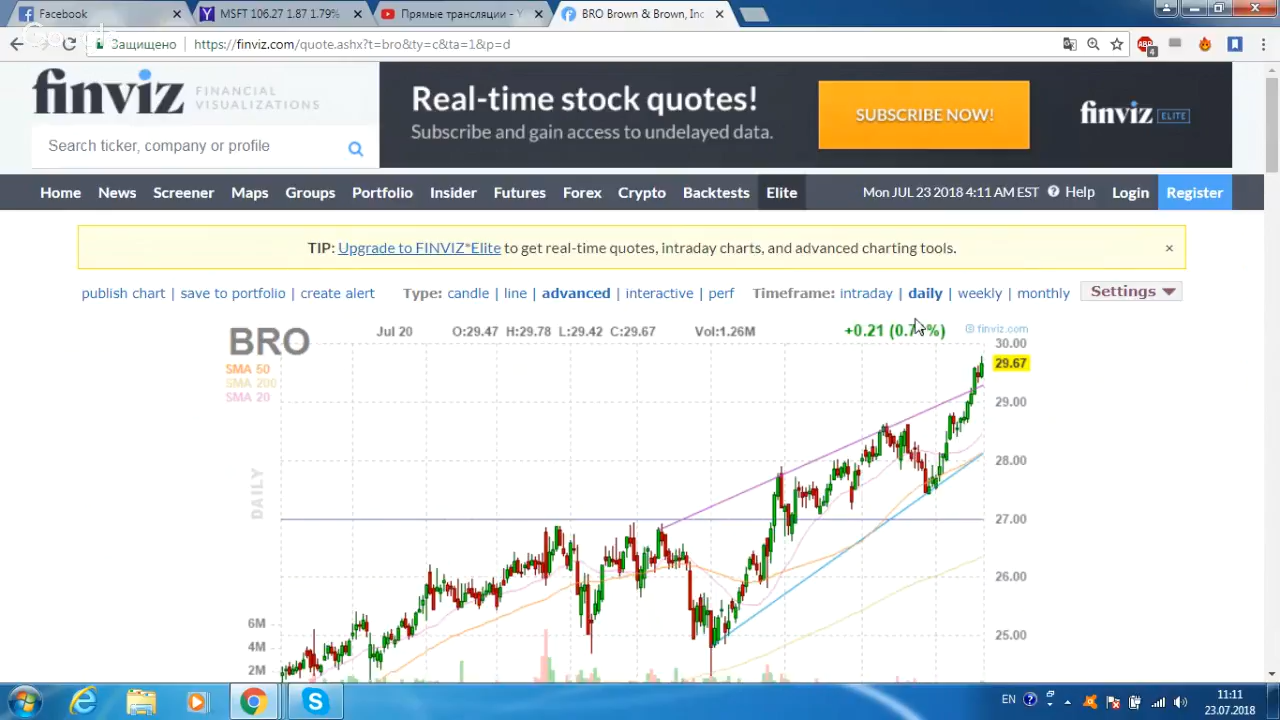 Facebook
MSFT 106.27 1.87 1.79%
Прямые трансляции - Y
BRO Brown & Brown, Inc
Защищено
https://finviz.com/quote.ashx?t=bro&ty=c&ta=1&p=d
ABP
4
finviz
FINANCIAL
VISUALIZATIONS
Search ticker, company or profile
Real-time stock quotes!
Subscribe and gain access to undelayed data.
SUBSCRIBE NOW!
finviz ELITE
Home News Screener Maps Groups Portfolio Insider Futures Forex Crypto Backtests Elite
Mon JUL 23 2018 4:11 AM EST
Help Login Register
TIP: Upgrade to FINVIZ*Elite to get real-time quotes, intraday charts, and advanced charting tools.
×
publish chart | save to portfolio | create alert
Type: candle | line | advanced | interactive | perf
Timeframe: intraday | daily | weekly | monthly
Settings
BRO
Jul 20 O:29.47 H:29.78 L:29.42 C:29.67 Vol:1.26M
+0.21 (0.7 %)
© finviz.com
SMA 50
SMA 200
SMA 20
DAILY
30.00
29.67
29.00
28.00
27.00
26.00
25.00
6M
4M
2M
EN
11:11
23.07.2018